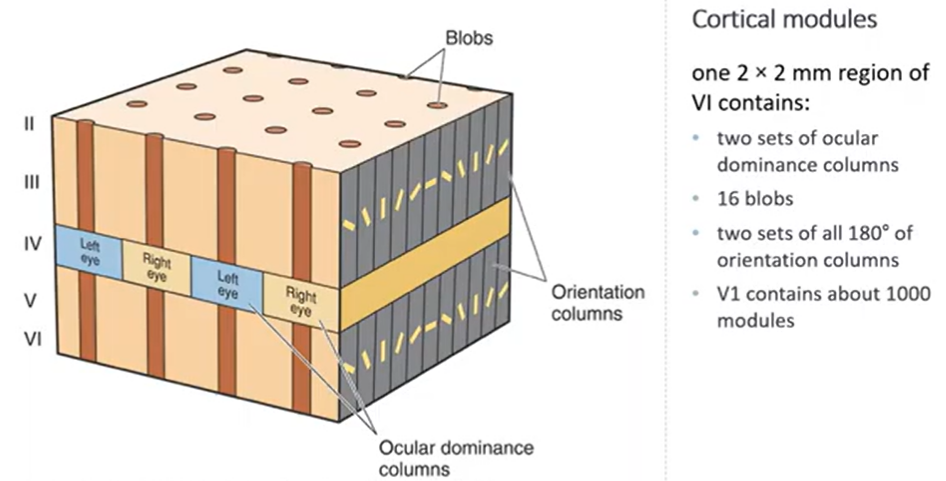 Blobs
II
III
IV
V
VI
Left
eye
Right
eye
Left
eye
Right
eye
Orientation
columns
Ocular dominance
columns
Cortical modules
one 2 × 2 mm region of
VI contains:
• two sets of ocular
dominance columns
• 16 blobs
• two sets of all 180° of
orientation columns
• V1 contains about 1000
modules